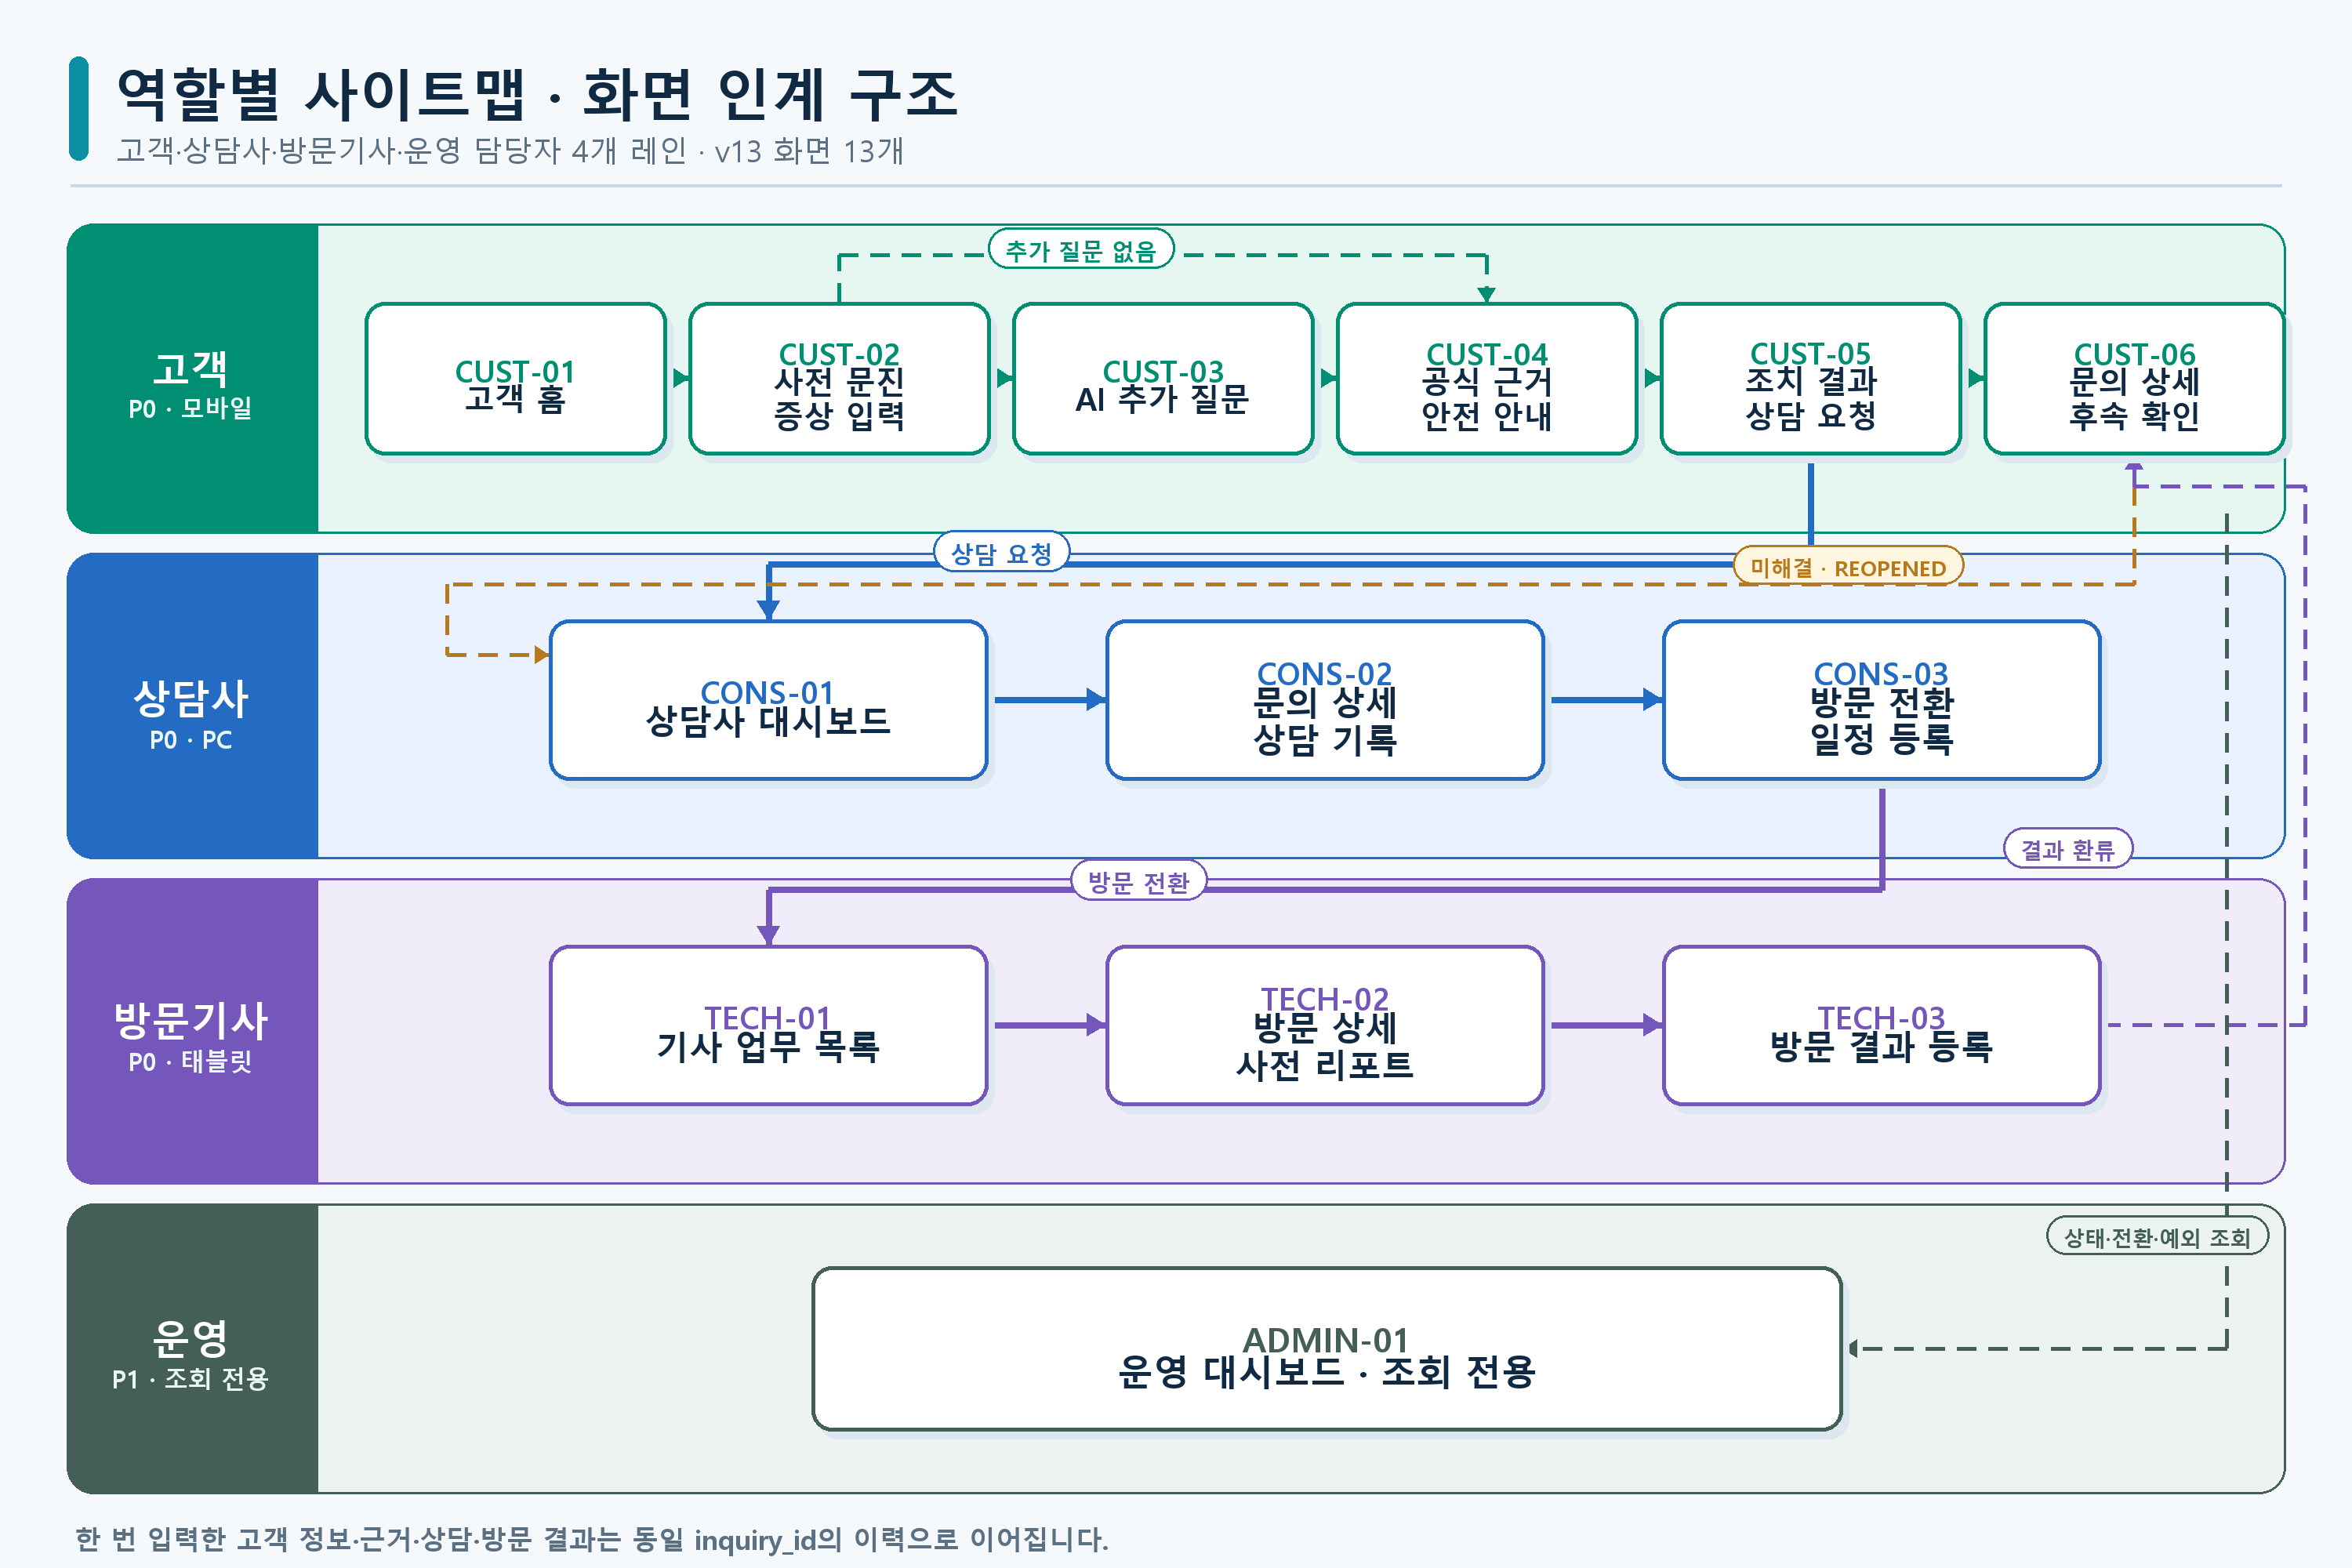 역할별 사이트맵 · 화면 인계 구조
고객·상담사·방문기사·운영 담당자 4개 레인 · v13 화면 13개
추가 질문 없음
고객
P0 · 모바일
CUST-01
고객 홈
CUST-02
사전 문진
증상 입력
CUST-03
AI 추가 질문
CUST-04
공식 근거
안전 안내
CUST-05
조치 결과
상담 요청
CUST-06
문의 상세
후속 확인
상담 요청
미해결 · REOPENED
상담사
P0 · PC
CONS-01
상담사 대시보드
CONS-02
문의 상세
상담 기록
CONS-03
방문 전환
일정 등록
결과 환류
방문 전환
방문기사
P0 · 태블릿
TECH-01
기사 업무 목록
TECH-02
방문 상세
사전 리포트
TECH-03
방문 결과 등록
상태·전환·예외 조회
운영
P1 · 조회 전용
ADMIN-01
운영 대시보드 · 조회 전용
한 번 입력한 고객 정보·근거·상담·방문 결과는 동일 inquiry_id의 이력으로 이어집니다.